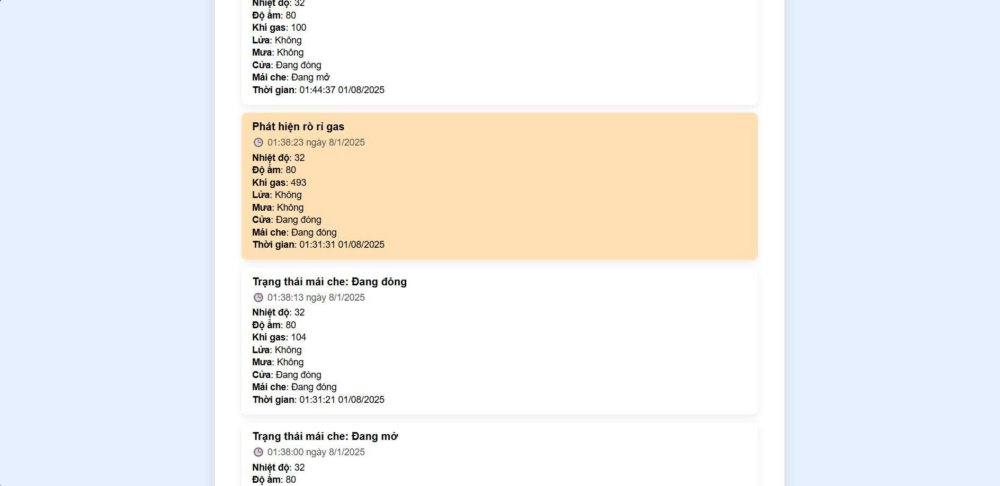 Nhiệt độ: 32
Độ ẩm: 80
Khí gas: 100
Lửa: Không
Mưa: Không
Cửa: Đang đóng
Mái che: Đang mở
Thời gian: 01:44:37 01/08/2025
Phát hiện rò rỉ gas
01:38:23 ngày 8/1/2025
Nhiệt độ: 32
Độ ẩm: 80
Khí gas: 493
Lửa: Không
Mưa: Không
Cửa: Đang đóng
Mái che: Đang đóng
Thời gian: 01:31:31 01/08/2025
Trạng thái mái che: Đang đóng
01:38:13 ngày 8/1/2025
Nhiệt độ: 32
Độ ẩm: 80
Khí gas: 104
Lửa: Không
Mưa: Không
Cửa: Đang đóng
Mái che: Đang đóng
Thời gian: 01:31:21 01/08/2025
Trạng thái mái che: Đang mở
01:38:00 ngày 8/1/2025
Nhiệt độ: 32
Độ ẩm: 80